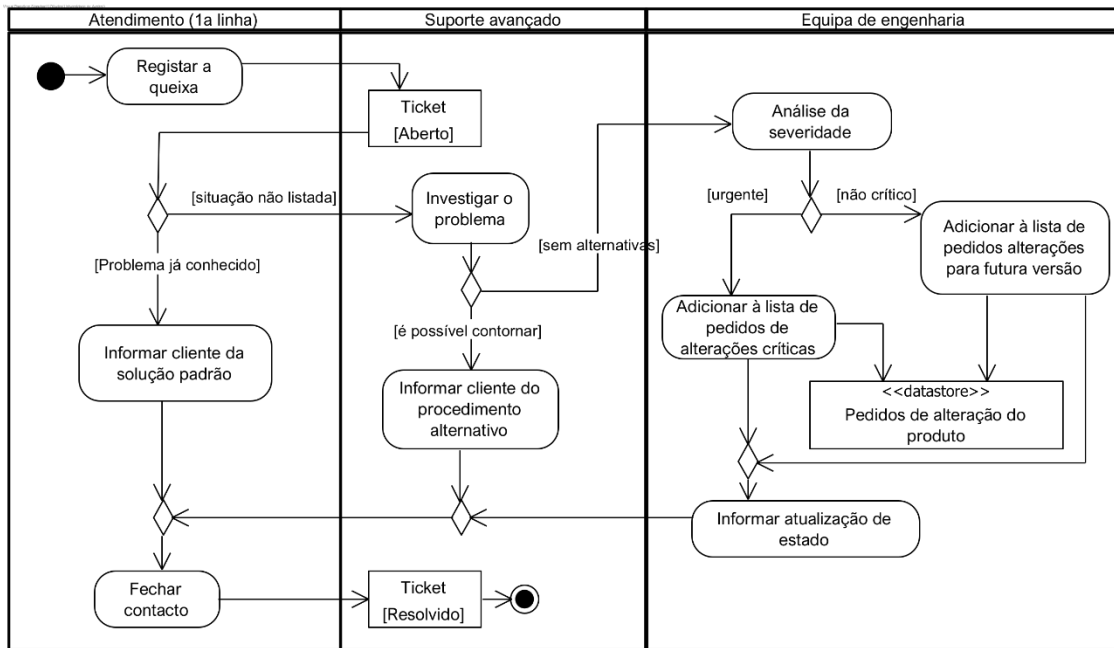 Atendimento (1a linha)
Suporte avançado
Equipa de engenharia
Registar a
queixa
Ticket
[Aberto]
Análise da
severidade
[situação não listada]
Investigar o
problema
[sem alternativas]
[urgente]
[não crítico]
Adicionar à lista de
pedidos alterações
para futura versão
[Problema já conhecido]
[é possível contornar]
Adicionar à lista de
pedidos de
alterações críticas
Informar cliente da
solução padrão
Informar cliente do
procedimento
alternativo
<<datastore>>
Pedidos de alteração do
produto
Informar atualização de
estado
Fechar
contacto
Ticket
[Resolvido]